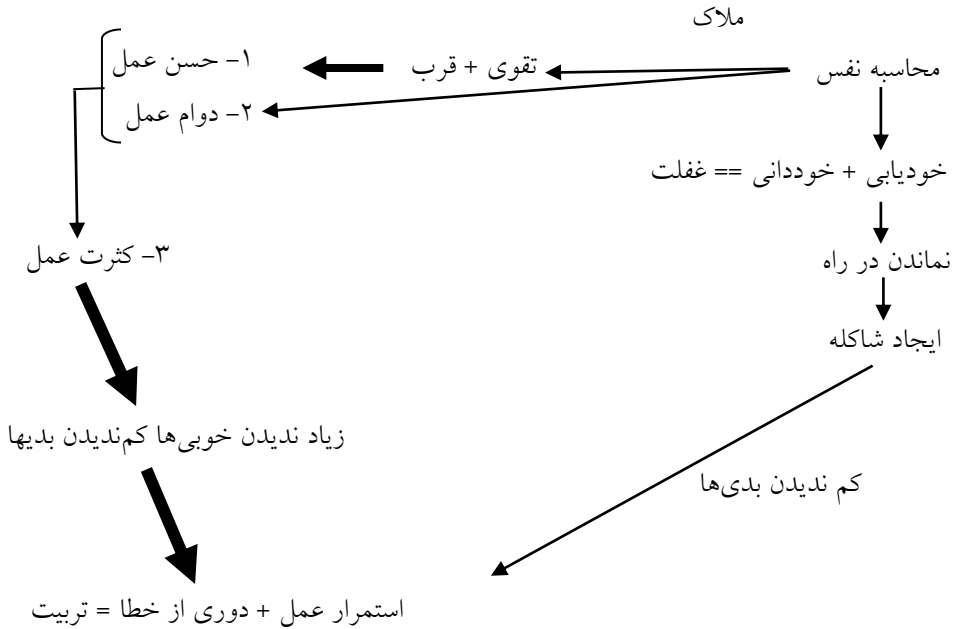 ملاک
محاسبه نفس
تقوی + قرب
۱- حسن عمل
۲- دوام عمل
خودیابی + خوددانی == غفلت
نماندن در راه
۳- کثرت عمل
ایجاد شاکله
زیاد ندیدن خوبی‌ها کم‌ندیدن بدیها
کم ندیدن بدی‌ها
استمرار عمل + دوری از خطا = تربیت